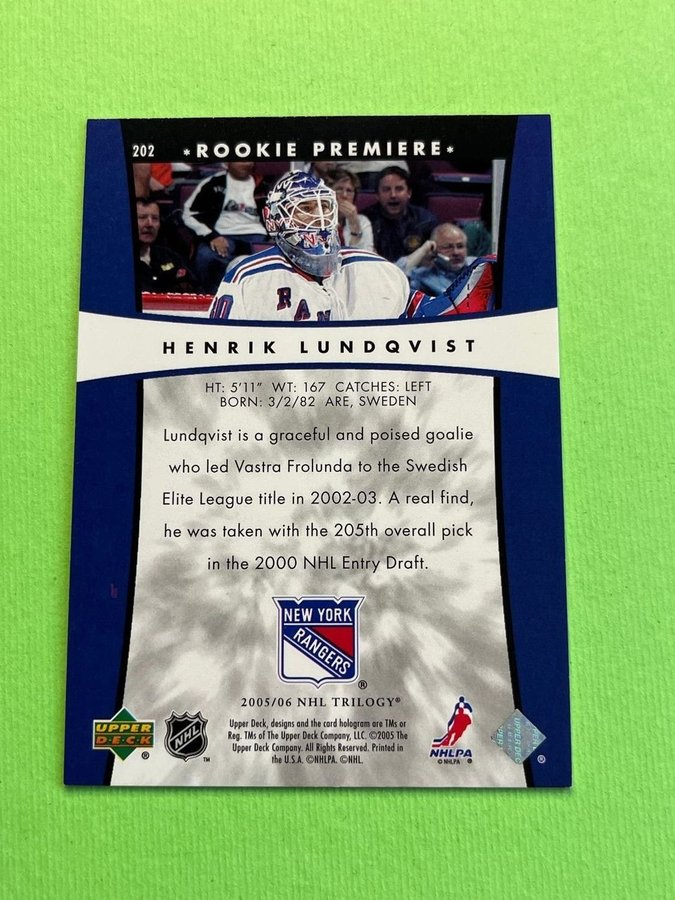 202 *ROOKIE PREMIERE*
RAN
HENRIK LUNDQVIST
HT: 5'11" WT: 167 CATCHES: LEFT
BORN: 3/2/82 ARE, SWEDEN
Lundqvist is a graceful and poised goalie
who led Vastra Frolunda to the Swedish
Elite League title in 2002-03. A real find,
he was taken with the 205th overall pick
in the 2000 NHL Entry Draft.
NEW YORK
RANGERS
®
2005/06 NHL TRILOGY®
Upper Deck, designs and the card hologram are TMs or
Reg. TMs of The Upper Deck Company, LLC. ©2005 The
Upper Deck Company. All Rights Reserved. Printed in
the U.S.A. ©NHLPA. ©NHL.
UPPER
DECK
®
NHL
™
NHLPA
© NHLPA ®
UPPER DECK
®